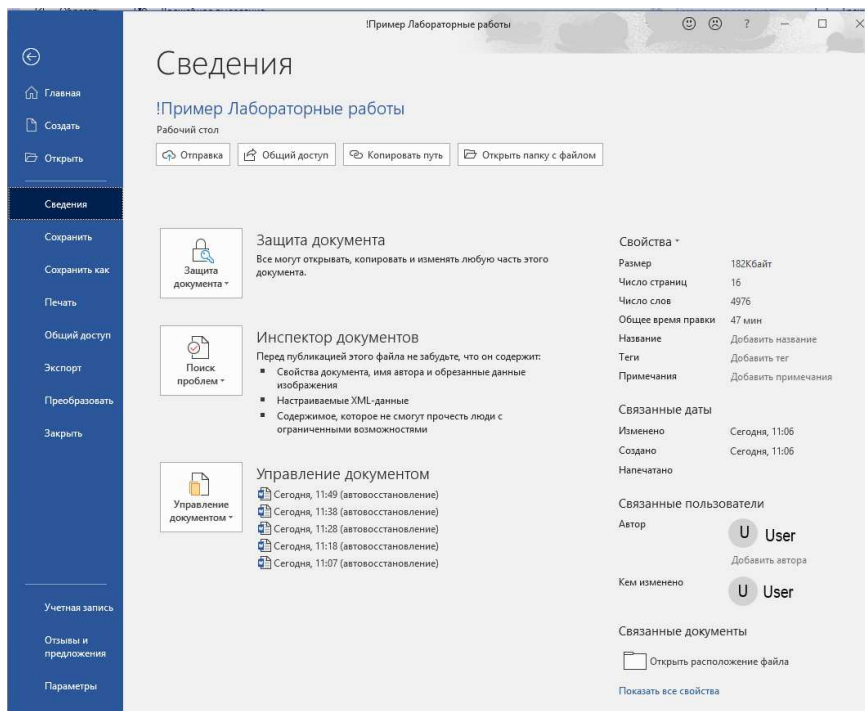 !Пример Лабораторные работы
?
Главная
Создать
Открыть
Сведения
Сохранить
Сохранить как
Печать
Общий доступ
Экспорт
Преобразовать
Закрыть
Учетная запись
Отзывы и
предложения
Параметры
Сведения
!Пример Лабораторные работы
Рабочий стол
Отправка
Общий доступ
Копировать путь
Открыть папку с файлом
Защита
документа
Защита документа
Все могут открывать, копировать и изменять любую часть этого
документа.
Поиск
проблем
Инспектор документов
Перед публикацией этого файла не забудьте, что он содержит:
Свойства документа, имя автора и обрезанные данные
изображения
Настраиваемые XML-данные
Содержимое, которое не смогут прочесть люди с
ограниченными возможностями
Управление
документом
Управление документом
Сегодня, 11:49 (автовосстановление)
Сегодня, 11:38 (автовосстановление)
Сегодня, 11:28 (автовосстановление)
Сегодня, 11:18 (автовосстановление)
Сегодня, 11:07 (автовосстановление)
Свойства
Размер 182Кбайт
Число страниц 16
Число слов 4976
Общее время правки 47 мин
Название Добавить название
Теги Добавить тег
Примечания Добавить примечания
Связанные даты
Изменено Сегодня, 11:06
Создано Сегодня, 11:06
Напечатано
Связанные пользователи
Автор U User
Добавить автора
Кем изменено U User
Связанные документы
Открыть расположение файла
Показать все свойства